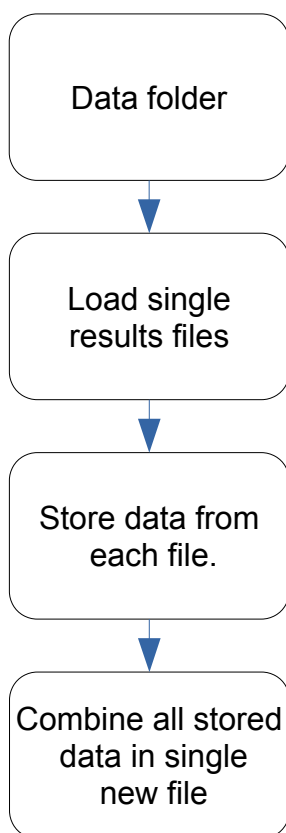 Data folder
Load single
results files
Store data from
each file.
Combine all stored
data in single
new file